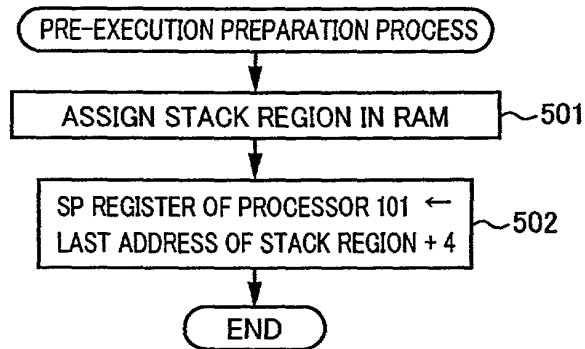 PRE-EXECUTION PREPARATION PROCESS
ASSIGN STACK REGION IN RAM
501
SP REGISTER OF PROCESSOR 101 ←
LAST ADDRESS OF STACK REGION + 4
502
END